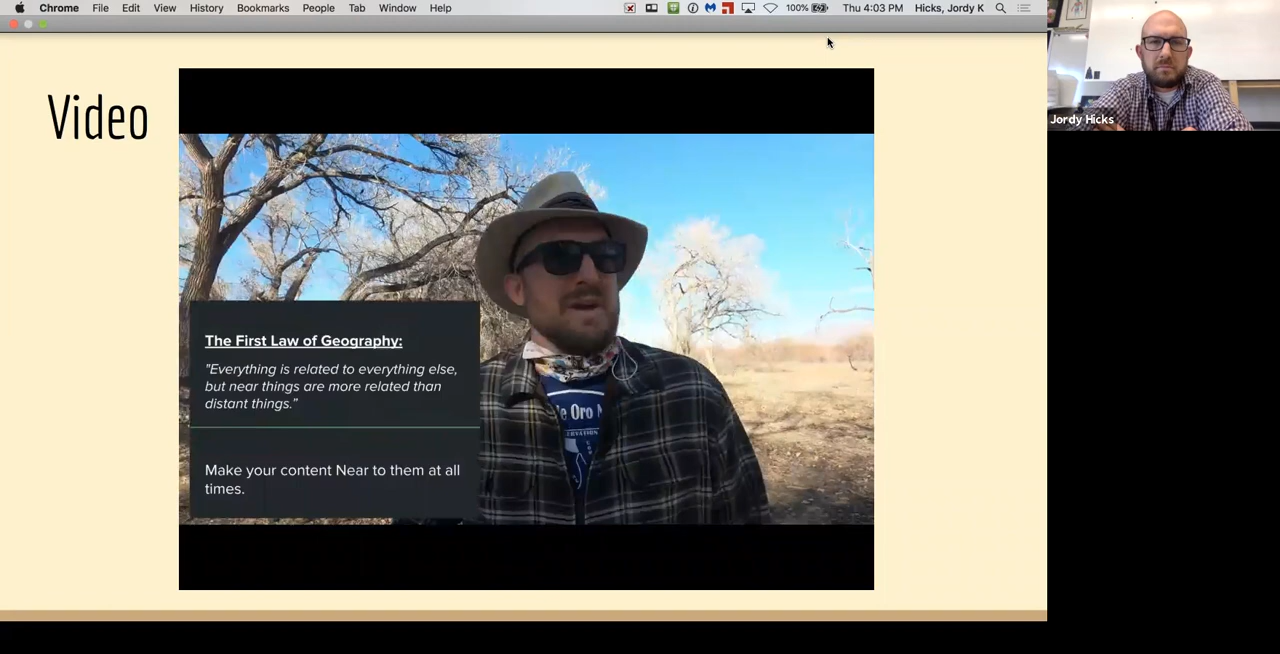 Chrome File Edit View History Bookmarks People Tab Window Help 100% Thu 4:03 PM Hicks, Jordy K
Video
Jordy Hicks
The First Law of Geography:
"Everything is related to everything else,
but near things are more related than
distant things.”
Make your content Near to them at all
times.
Oro